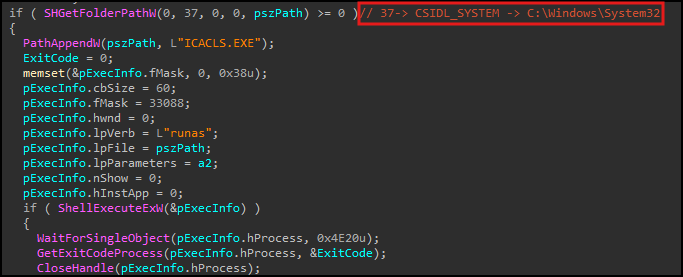 if ( SHGetFolderPathW(0, 37, 0, 0, pszPath) >= 0 )// 37-> CSIDL_SYSTEM -> C:\Windows\System32
{
PathAppendW(pszPath, L"ICACLS.EXE");
ExitCode = 0;
memset(&pExecInfo.fMask, 0, 0x38u);
pExecInfo.cbSize = 60;
pExecInfo.fMask = 33088;
pExecInfo.hwnd = 0;
pExecInfo.lpVerb = L"runas";
pExecInfo.lpFile = pszPath;
pExecInfo.lpParameters = a2;
pExecInfo.nShow = 0;
pExecInfo.hInstApp = 0;
if ( ShellExecuteExW(&pExecInfo) )
{
WaitForSingleObject(pExecInfo.hProcess, 0x4E20u);
GetExitCodeProcess(pExecInfo.hProcess, &ExitCode);
CloseHandle(pExecInfo.hProcess);